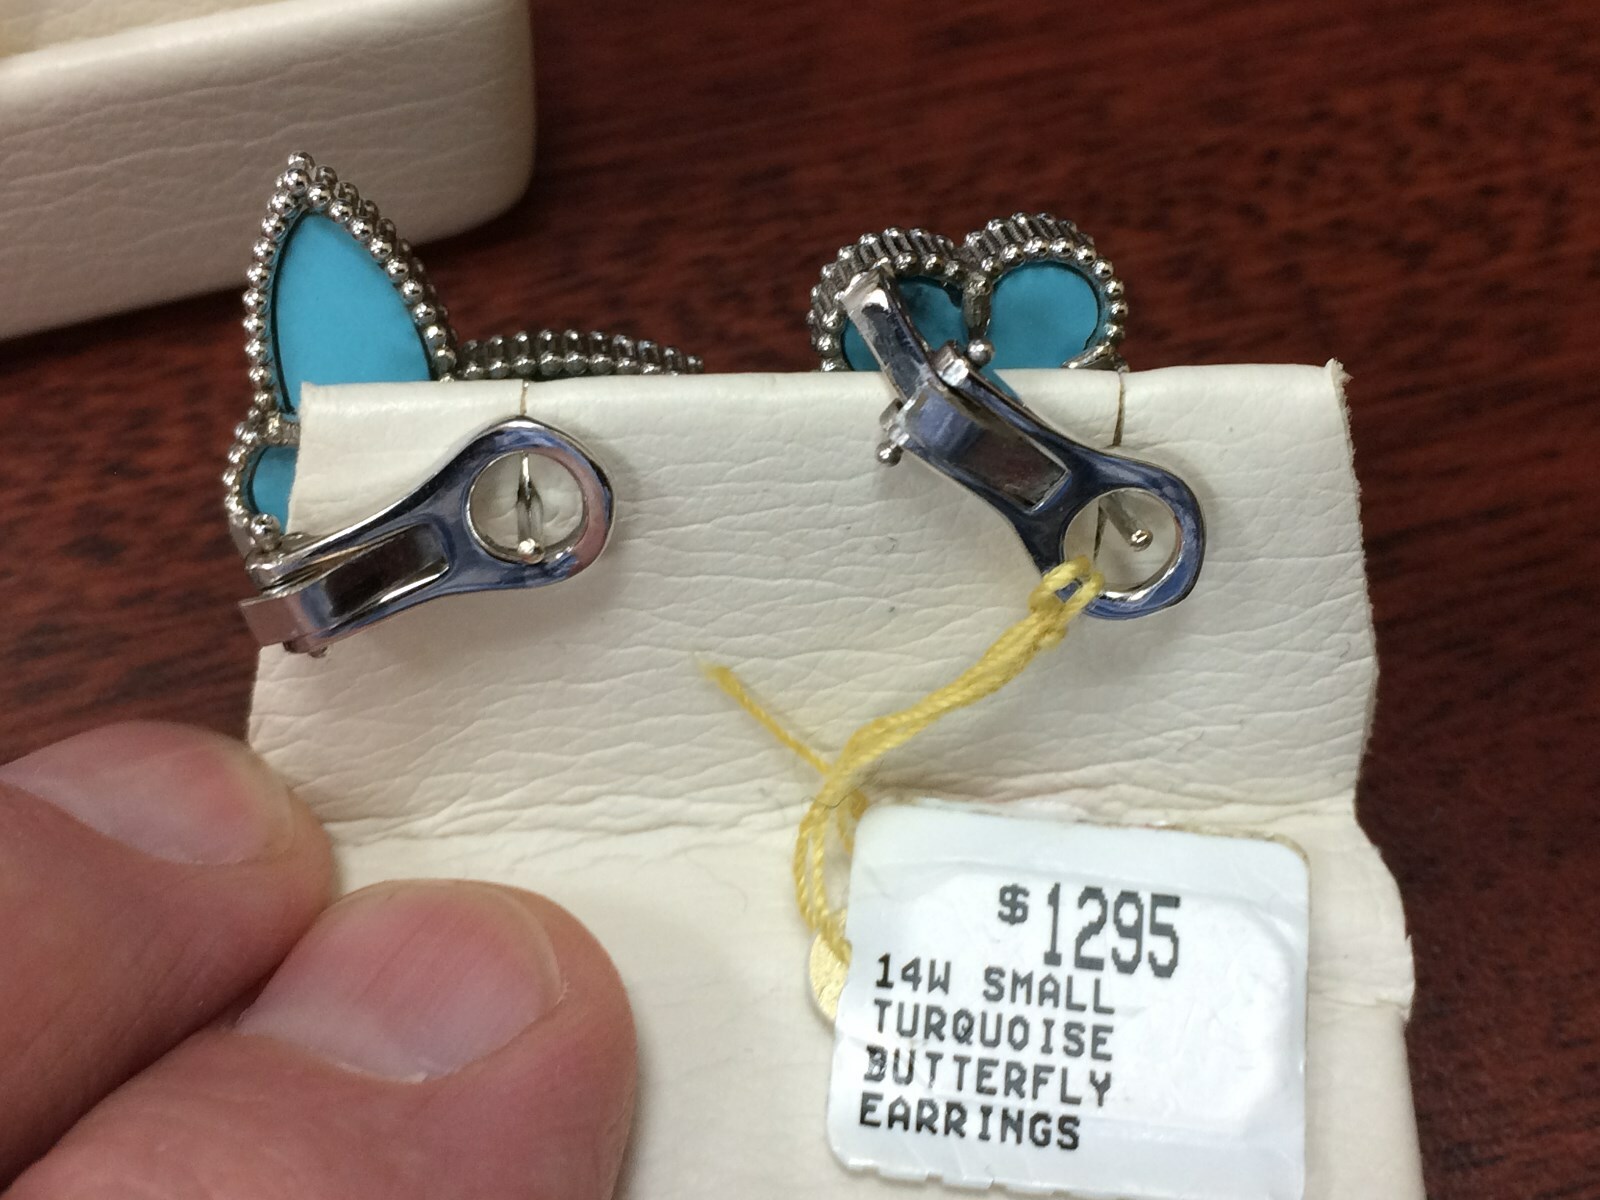 $1295
14W SMALL
TURQUOISE
BUTTERFLY
EARRINGS